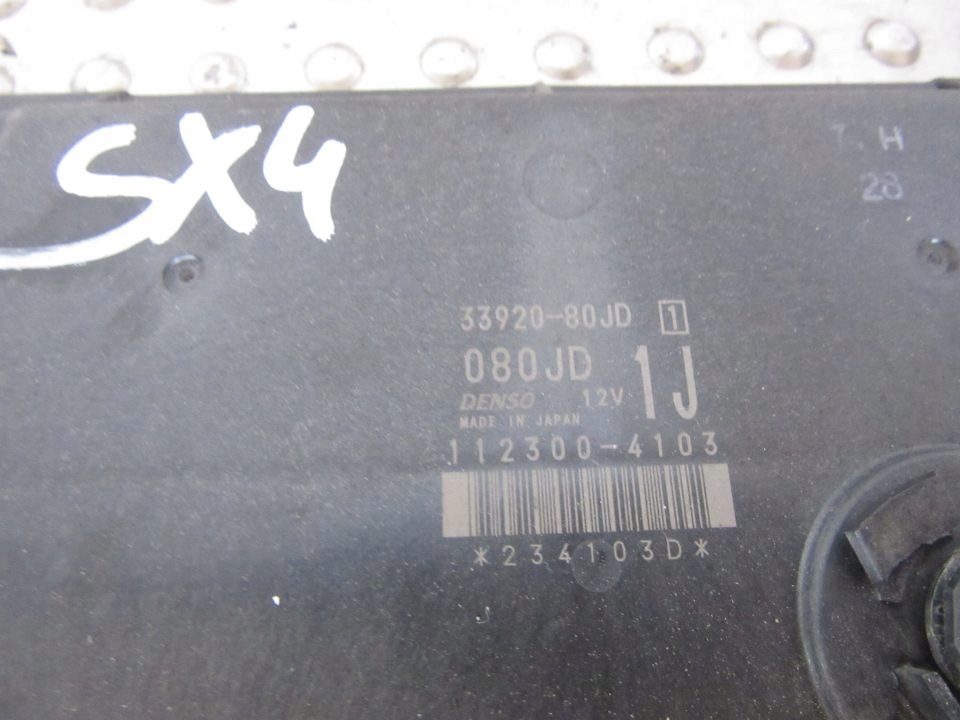 SX4
H
28
33920-80JD 1
080JD 1J
DENSO 12V
MADE IN JAPAN
112300-4103
*234103D*